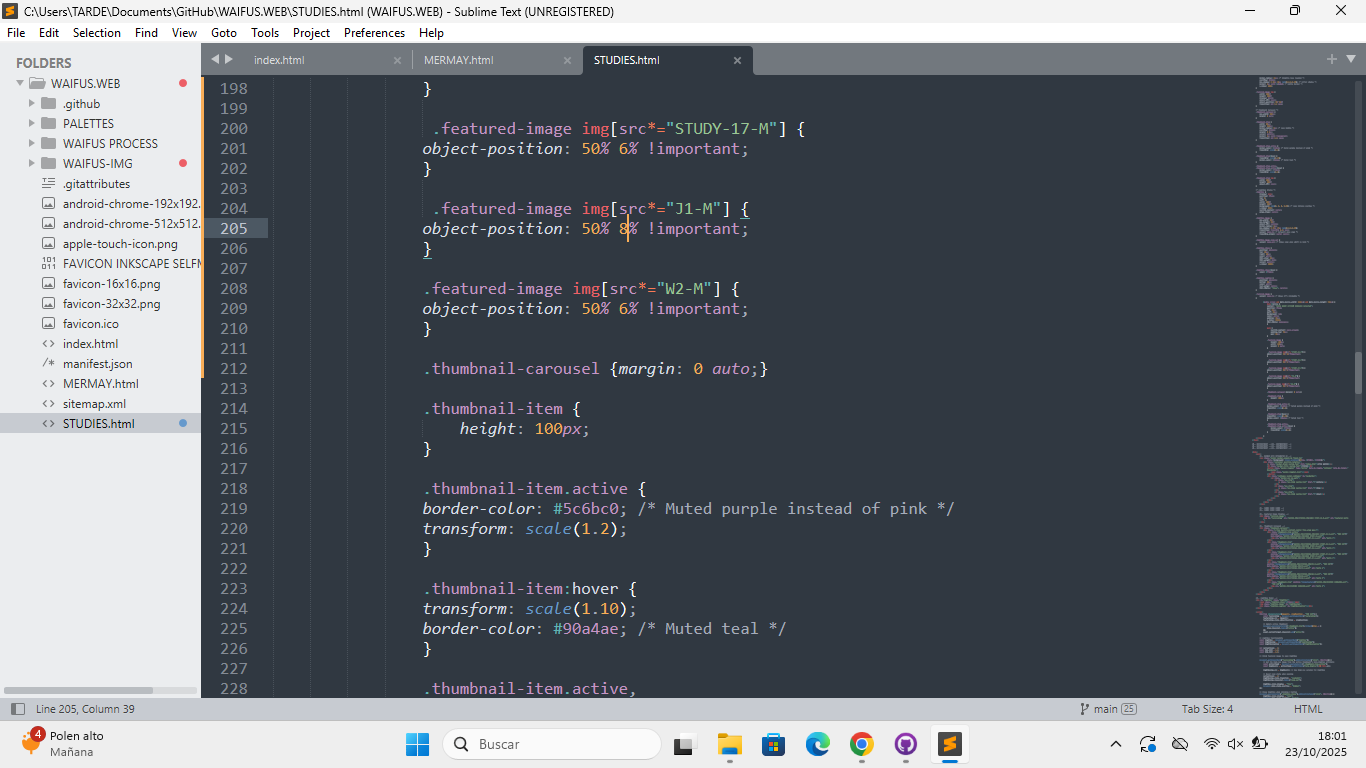 C:\Users\TARDE\Documents\GitHub\WAIFUS.WEB\STUDIES.html (WAIFUS.WEB) - Sublime Text (UNREGISTERED)
File Edit Selection Find View Goto Tools Project Preferences Help
FOLDERS
WAIFUS.WEB
.github
PALETTES
WAIFUS PROCESS
WAIFUS-IMG
.gitattributes
android-chrome-192x192.
android-chrome-512x512.
apple-touch-icon.png
FAVICON INKSCAPE SELFM
favicon-16x16.png
favicon-32x32.png
favicon.ico
index.html
manifest.json
MERMAY.html
sitemap.xml
STUDIES.html
index.html MERMAY.html STUDIES.html
198 }
199
200 .featured-image img[src*="STUDY-17-M"] {
201 object-position: 50% 6% !important;
202 }
203
204 .featured-image img[src*="J1-M"] {
205 object-position: 50% 8% !important;
206 }
207
208 .featured-image img[src*="W2-M"] {
209 object-position: 50% 6% !important;
210 }
211
212 .thumbnail-carousel {margin: 0 auto;}
213
214 .thumbnail-item {
215 height: 100px;
216 }
217
218 .thumbnail-item.active {
219 border-color: #5c6bc0; /* Muted purple instead of pink */
220 transform: scale(1.2);
221 }
222
223 .thumbnail-item:hover {
224 transform: scale(1.10);
225 border-color: #90a4ae; /* Muted teal */
226 }
227
228 .thumbnail-item.active,
Line 205, Column 39 main 25 Tab Size: 4 HTML
4
Polen alto
Mañana
Buscar
18:01
23/10/2025